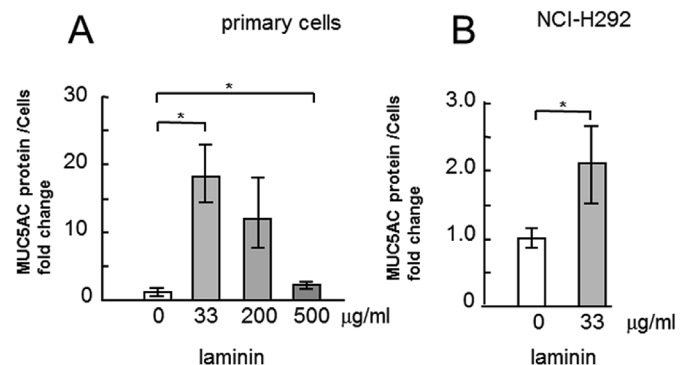 A
primary cells
MUC5AC protein /Cells
fold change
30
20
10
0
*
*
0 33 200 500 μg/ml
laminin
B
NCI-H292
MUC5AC protein /Cells
fold change
3.0
2.0
1.0
0
*
0 33 μg/ml
laminin